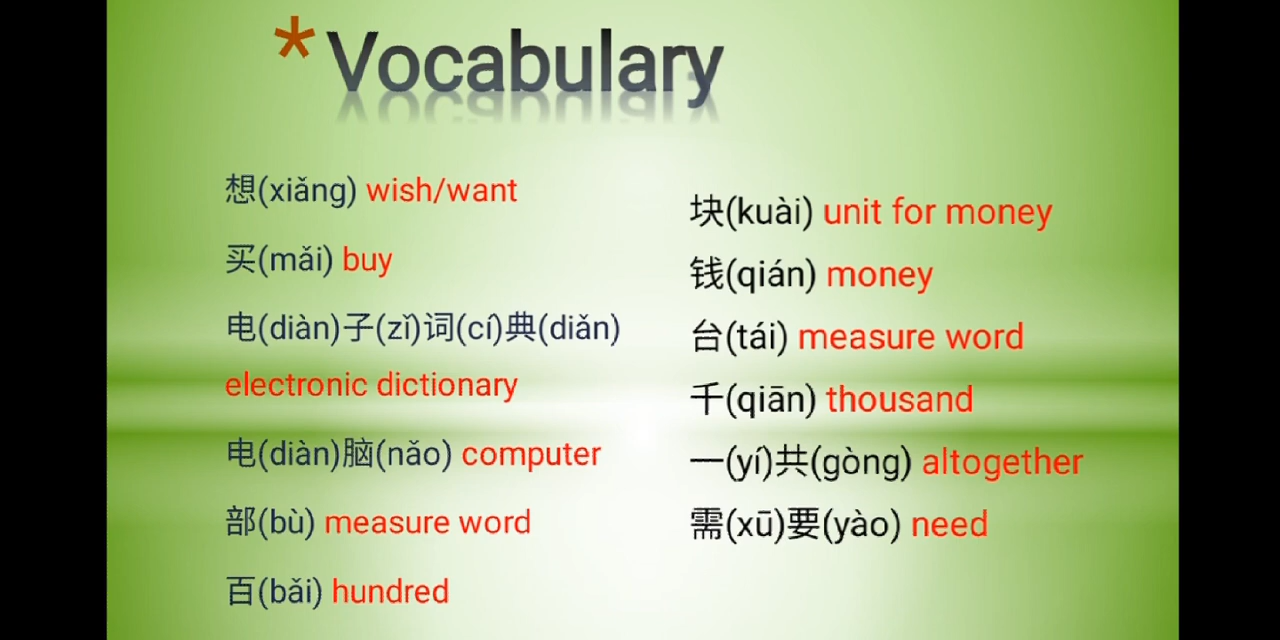 *Vocabulary
想(xiǎng) wish/want
买(mǎi) buy
电(diàn)子(zǐ)词(cí)典(diǎn)
electronic dictionary
电(diàn)脑(nǎo) computer
部(bù) measure word
百(bǎi) hundred
块(kuài) unit for money
钱(qián) money
台(tái) measure word
千(qiān) thousand
一(yí)共(gòng) altogether
需(xū)要(yào) need